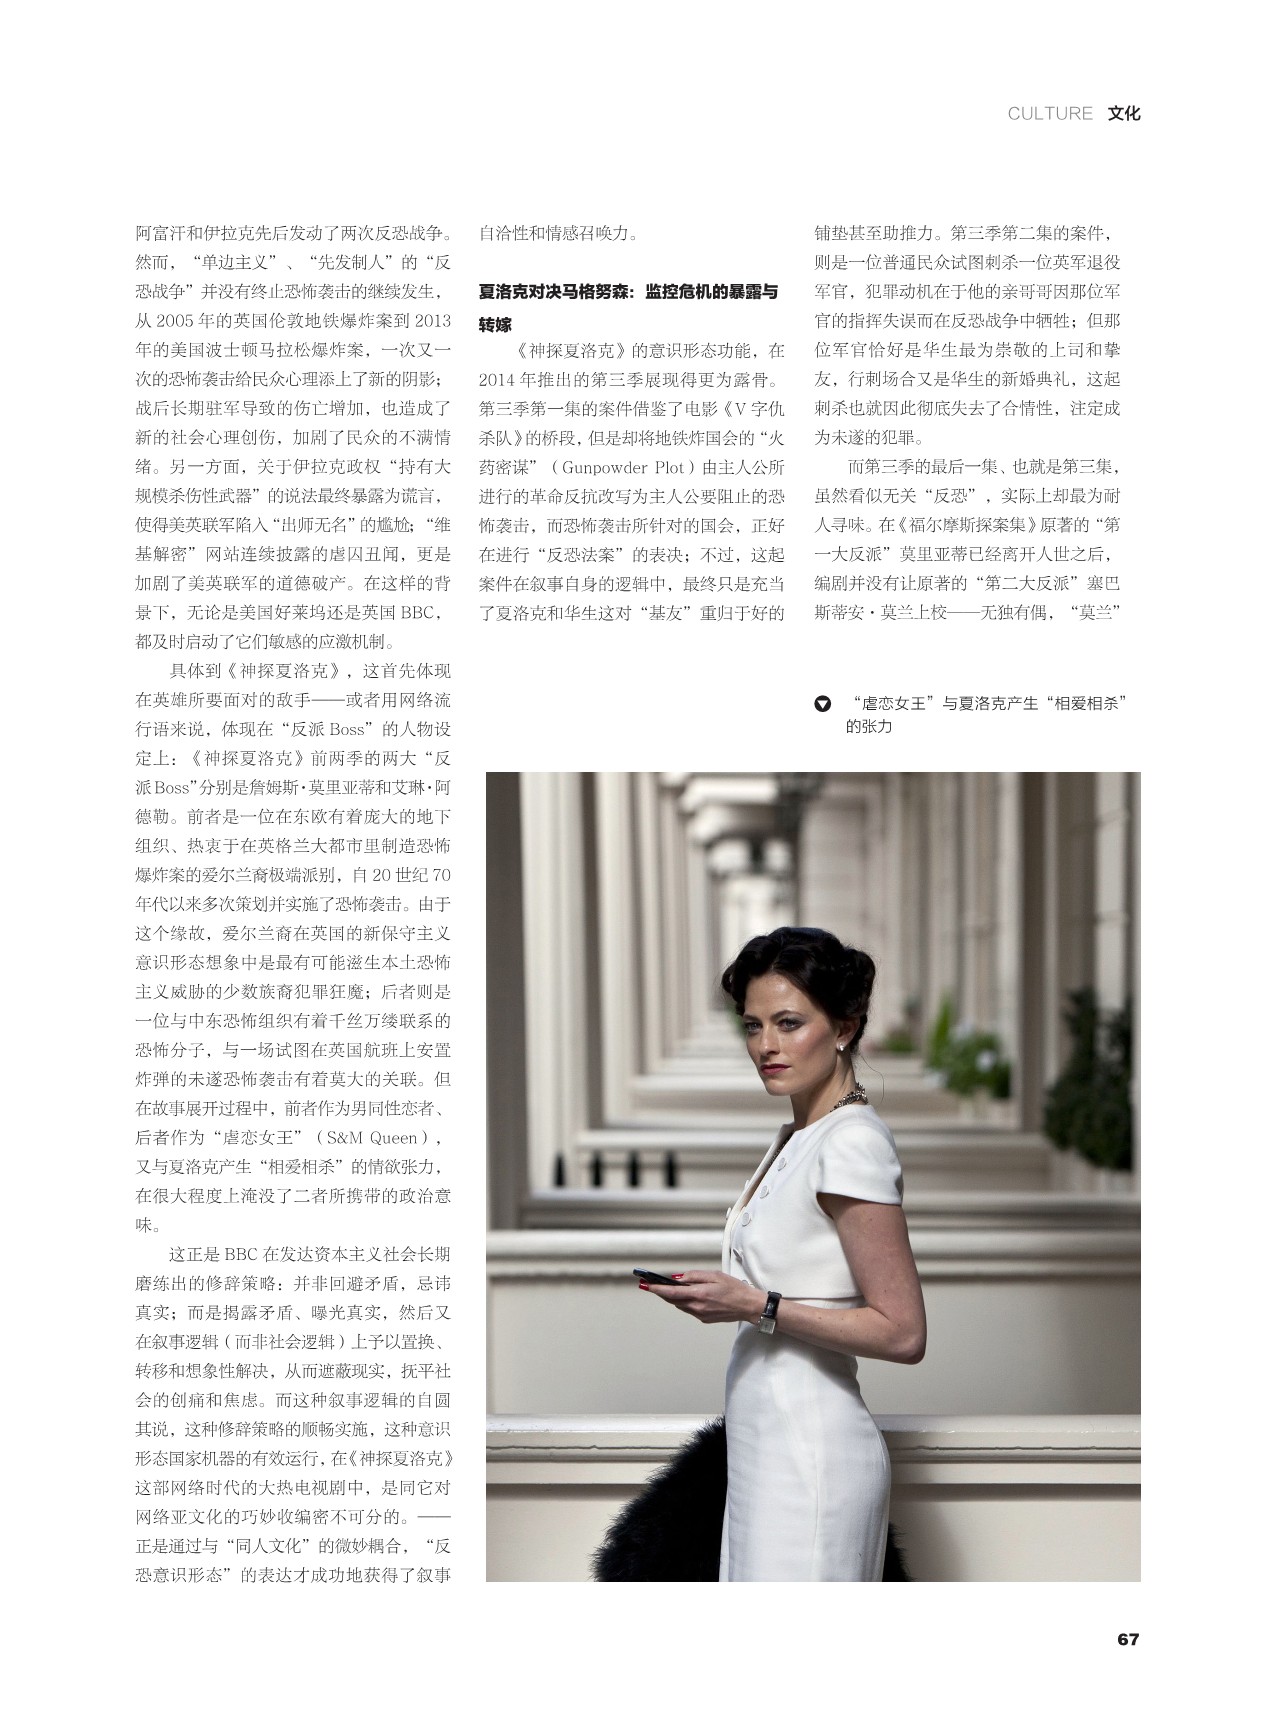 CULTURE 文化
阿富汗和伊拉克先后发动了两次反恐战争。
然而，“单边主义”、“先发制人”的“反
恐战争”并没有终止恐怖袭击的继续发生，
从 2005 年的英国伦敦地铁爆炸案到 2013
年的美国波士顿马拉松爆炸案，一次又一
次的恐怖袭击给民众心理添上了新的阴影；
战后长期驻军导致的伤亡增加，也造成了
新的社会心理创伤，加剧了民众的不满情
绪。另一方面，关于伊拉克政权“持有大
规模杀伤性武器”的说法最终暴露为谎言，
使得美英联军陷入“出师无名”的尴尬；“维
基解密”网站连续披露的虐囚丑闻，更是
加剧了美英联军的道德破产。在这样的背
景下，无论是美国好莱坞还是英国 BBC，
都及时启动了它们敏感的应激机制。
具体到《神探夏洛克》，这首先体现
在英雄所要面对的敌手——或者用网络流
行语来说，体现在“反派 Boss”的人物设
定上：《神探夏洛克》前两季的两大“反
派 Boss”分别是詹姆斯·莫里亚蒂和艾琳·阿
德勒。前者是一位在东欧有着庞大的地下
组织、热衷于在英格兰大都市里制造恐怖
爆炸案的爱尔兰裔极端派别，自 20 世纪 70
年代以来多次策划并实施了恐怖袭击。由于
这个缘故，爱尔兰裔在英国的新保守主义
意识形态想象中是最有可能滋生本土恐怖
主义威胁的少数族裔犯罪狂魔；后者则是
一位与中东恐怖组织有着千丝万缕联系的
恐怖分子，与一场试图在英国航班上安置
炸弹的未遂恐怖袭击有着莫大的关联。但
在故事展开过程中，前者作为男同性恋者、
后者作为“虐恋女王”（S&M Queen），
又与夏洛克产生“相爱相杀”的情欲张力，
在很大程度上淹没了二者所携带的政治意
味。
这正是 BBC 在发达资本主义社会长期
磨练出的修辞策略：并非回避矛盾，忌讳
真实；而是揭露矛盾、曝光真实，然后又
在叙事逻辑（而非社会逻辑）上予以置换、
转移和想象性解决，从而遮蔽现实，抚平社
会的创痛和焦虑。而这种叙事逻辑的自圆
其说，这种修辞策略的顺畅实施，这种意识
形态国家机器的有效运行，在《神探夏洛克》
这部网络时代的大热电视剧中，是同它对
网络亚文化的巧妙收编密不可分的。——
正是通过与“同人文化”的微妙耦合，“反
恐意识形态”的表达才成功地获得了叙事
自洽性和情感召唤力。
夏洛克对决马格努森：监控危机的暴露与
转嫁
《神探夏洛克》的意识形态功能，在
2014 年推出的第三季展现得更为露骨。
第三季第一集的案件借鉴了电影《V 字仇
杀队》的桥段，但是却将地铁炸国会的“火
药密谋”（Gunpowder Plot）由主人公所
进行的革命反抗改写为主人公要阻止的恐
怖袭击，而恐怖袭击所针对的国会，正好
在进行“反恐法案”的表决；不过，这起
案件在叙事自身的逻辑中，最终只是充当
了夏洛克和华生这对“基友”重归于好的
铺垫甚至助推力。第三季第二集的案件，
则是一位普通民众试图刺杀一位英军退役
军官，犯罪动机在于他的亲哥哥因那位军
官的指挥失误而在反恐战争中牺牲；但那
位军官恰好是华生最为崇敬的上司和挚
友，行刺场合又是华生的新婚典礼，这起
刺杀也就因此彻底失去了合情性，注定成
为未遂的犯罪。
而第三季的最后一集、也就是第三集，
虽然看似无关“反恐”，实际上却最为耐
人寻味。在《福尔摩斯探案集》原著的“第
一大反派”莫里亚蒂已经离开人世之后，
编剧并没有让原著的“第二大反派”塞巴
斯蒂安·莫兰上校——无独有偶，“莫兰”
“虐恋女王”与夏洛克产生“相爱相杀”
的张力
67